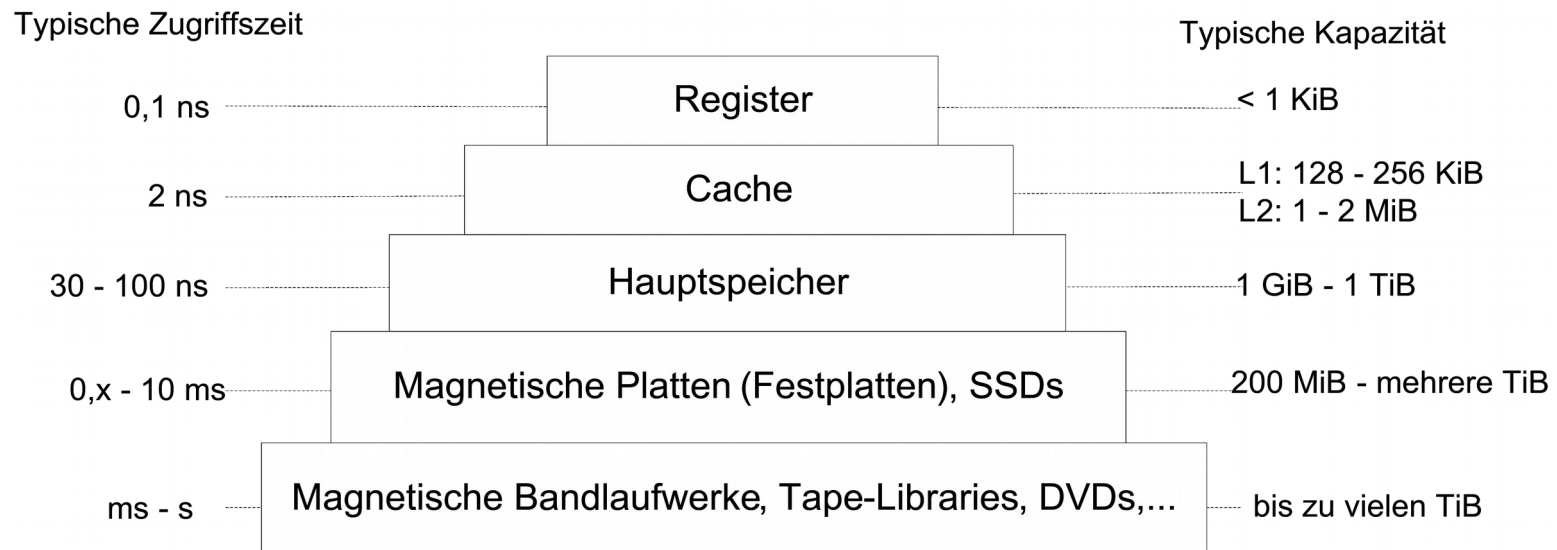 Typische Zugriffszeit
Typische Kapazität
0,1 ns
Register
< 1 KiB
2 ns
Cache
L1: 128 - 256 KiB
L2: 1 - 2 MiB
30 - 100 ns
Hauptspeicher
1 GiB - 1 TiB
0,x - 10 ms
Magnetische Platten (Festplatten), SSDs
200 MiB - mehrere TiB
ms - s
Magnetische Bandlaufwerke, Tape-Libraries, DVDs,...
bis zu vielen TiB